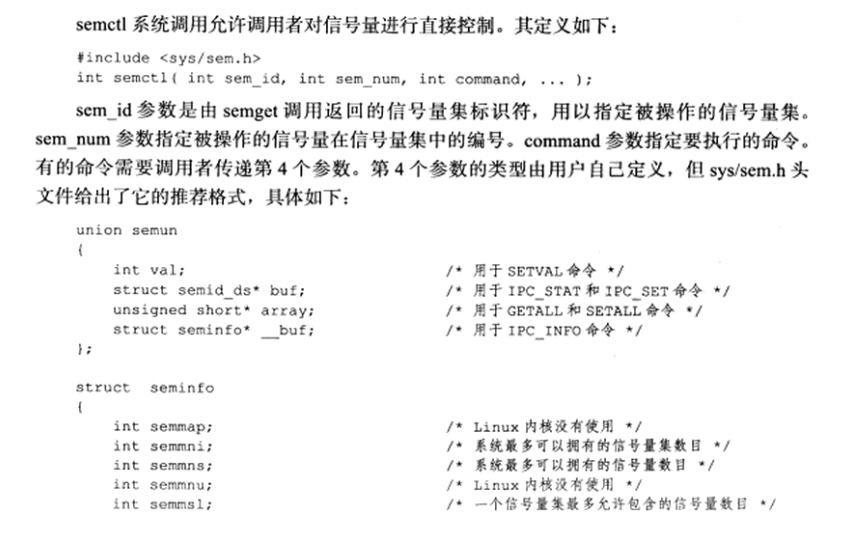 semctl 系统调用允许调用者对信号量进行直接控制。其定义如下：
#include <sys/sem.h>
int semctl( int sem_id, int sem_num, int command, ... );
sem_id 参数是由 semget 调用返回的信号量集标识符，用以指定被操作的信号量集。
sem_num 参数指定被操作的信号量在信号量集中的编号。command 参数指定要执行的命令。
有的命令需要调用者传递第 4 个参数。第 4 个参数的类型由用户自己定义，但 sys/sem.h 头
文件给出了它的推荐格式，具体如下：
union semun
{
int val; /* 用于 SETVAL 命令 */
struct semid_ds* buf; /* 用于 IPC_STAT 和 IPC_SET 命令 */
unsigned short* array; /* 用于 GETALL 和 SETALL 命令 */
struct seminfo* __buf; /* 用于 IPC_INFO 命令 */
};
struct seminfo
{
int semmap; /* Linux 内核没有使用 */
int semmni; /* 系统最多可以拥有的信号量集数目 */
int semmns; /* 系统最多可以拥有的信号量数目 */
int semmnu; /* Linux 内核没有使用 */
int semmsl; /* 一个信号量集最多允许包含的信号量数目 */